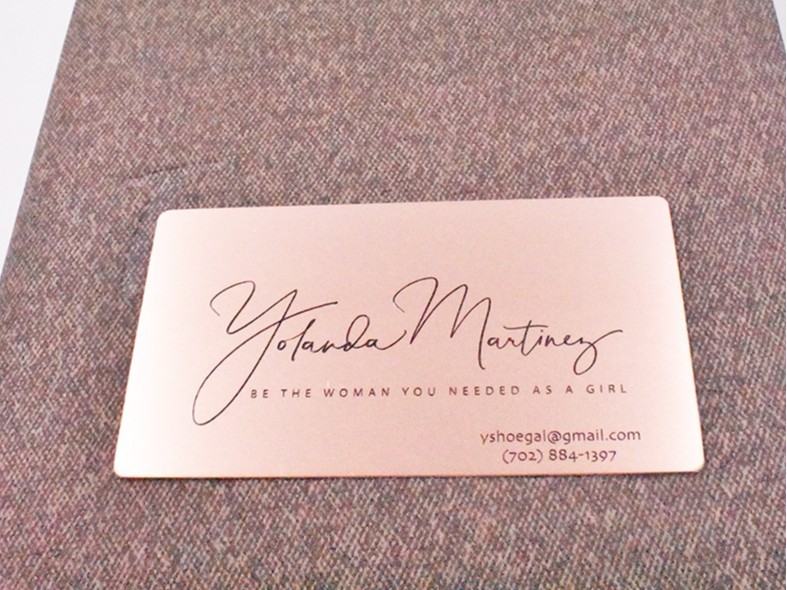 Yolanda Martinez
BE THE WOMAN YOU NEEDED AS A GIRL
yshoegal@gmail.com
(702) 884-1397